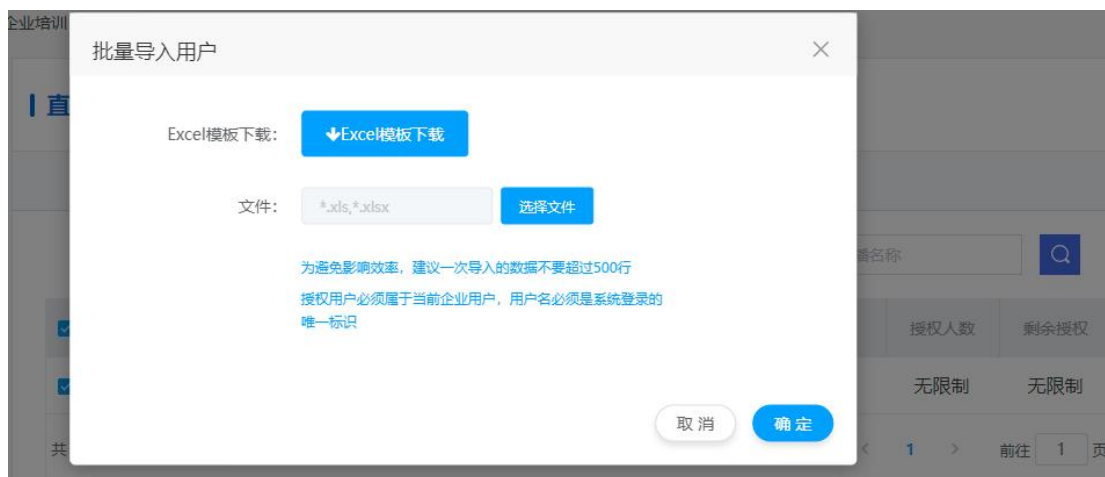 企业培训
批量导入用户
直
Excel模板下载:
Excel模板下载
文件:
*.xls,*.xlsx
选择文件
为避免影响效率,建议一次导入的数据不要超过500行
授权用户必须属于当前企业用户,用户名必须是系统登录的
唯一标识
播名称
授权人数
剩余授权
无限制
无限制
取消
确定
共
1
前往
1
页